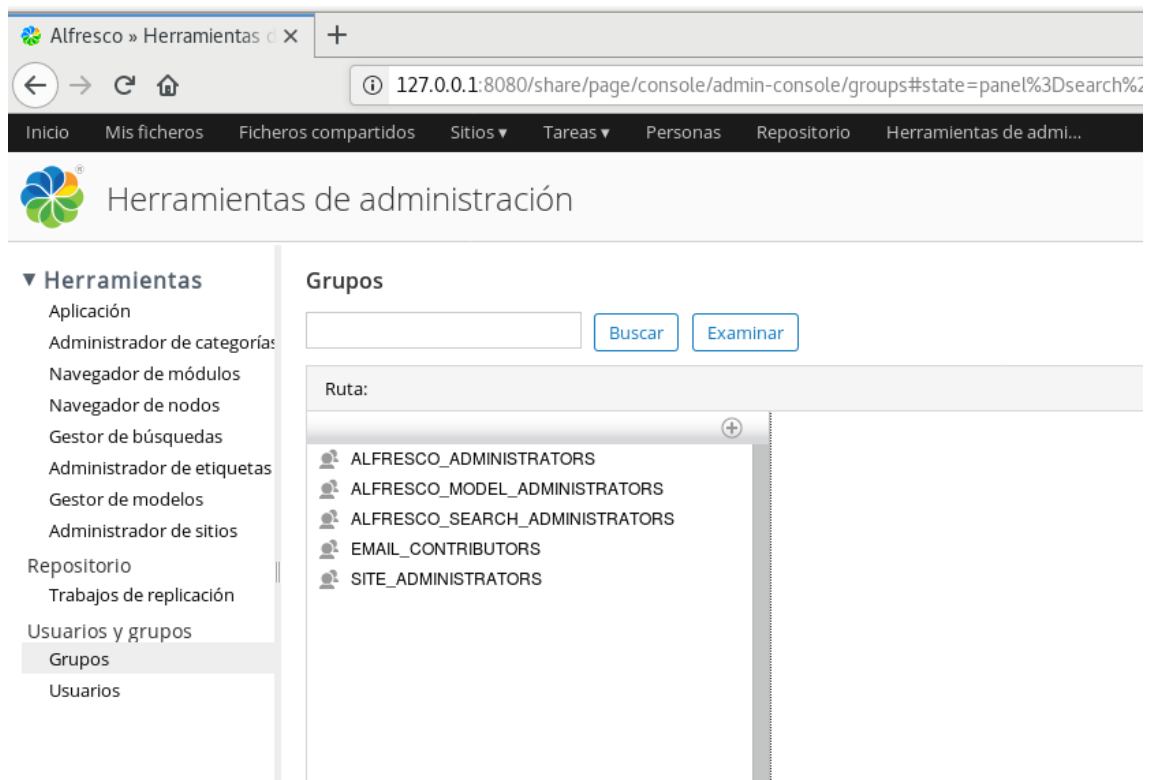 Alfresco » Herramientas d
127.0.0.1:8080/share/page/console/admin-console/groups#state=panel%3Dsearch%2
Inicio Mis ficheros Ficheros compartidos Sitios ▾ Tareas ▾ Personas Repositorio Herramientas de admi...
Herramientas de administración
Herramientas
Aplicación
Administrador de categorías
Navegador de módulos
Navegador de nodos
Gestor de búsquedas
Administrador de etiquetas
Gestor de modelos
Administrador de sitios
Repositorio
Trabajos de replicación
Usuarios y grupos
Grupos
Usuarios
Grupos
Buscar Examinar
Ruta:
ALFRESCO_ADMINISTRATORS
ALFRESCO_MODEL_ADMINISTRATORS
ALFRESCO_SEARCH_ADMINISTRATORS
EMAIL_CONTRIBUTORS
SITE_ADMINISTRATORS